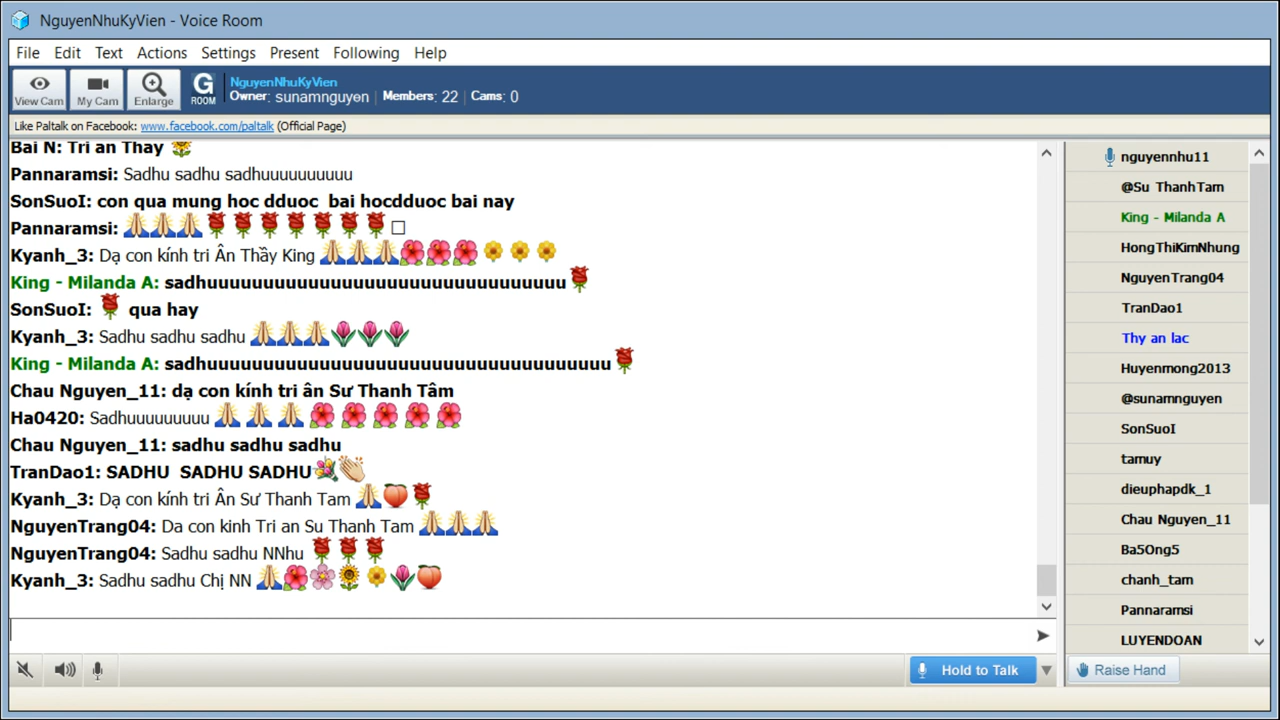 NguyenNhuKyVien - Voice Room
File Edit Text Actions Settings Present Following Help
View Cam My Cam Enlarge G ROOM
NguyenNhuKyVien
Owner: sunamnguyen | Members: 22 | Cams: 0
Like Paltalk on Facebook: www.facebook.com/paltalk (Official Page)
Bai N: Tri an Thay 🌻
Pannaramsi: Sadhu sadhu sadhuuuuuuuuuu
SonSuoI: con qua mung hoc dduoc bai hocdduoc bai nay
Pannaramsi: 🙏🙏🙏🌹🌹🌹🌹🌹🌹🌹□
Kyanh_3: Dạ con kính tri Ân Thầy King 🙏🙏🙏🌺🌺🌺🌼🌼🌼
King - Milanda A: sadhuuuuuuuuuuuuuuuuuuuuuuuuuuuuuuuu🌹
SonSuoI: 🌹 qua hay
Kyanh_3: Sadhu sadhu sadhu 🙏🙏🙏🌷🌷🌷
King - Milanda A: sadhuuuuuuuuuuuuuuuuuuuuuuuuuuuuuuuuuuuu🌹
Chau Nguyen_11: dạ con kính tri ân Sư Thanh Tâm
Ha0420: Sadhuuuuuuuuu 🙏 🙏 🙏 🌺 🌺 🌺 🌺 🌺
Chau Nguyen_11: sadhu sadhu sadhu
TranDao1: SADHU SADHU SADHU💐👏
Kyanh_3: Dạ con kính tri Ân Sư Thanh Tam 🙏🍑🌹
NguyenTrang04: Da con kinh Tri an Su Thanh Tam 🙏🙏🙏
NguyenTrang04: Sadhu sadhu NNhu 🌹🌹🌹
Kyanh_3: Sadhu sadhu Chị NN 🙏🌺🌸🌻🌼🌷🍑
Hold to Talk
nguyennhu11
@Su ThanhTam
King - Milanda A
HongThiKimNhung
NguyenTrang04
TranDao1
Thy an lac
Huyenmong2013
@sunamnguyen
SonSuoI
tamuy
dieuphapdk_1
Chau Nguyen_11
Ba5Ong5
chanh_tam
Pannaramsi
LUYENDOAN
Raise Hand